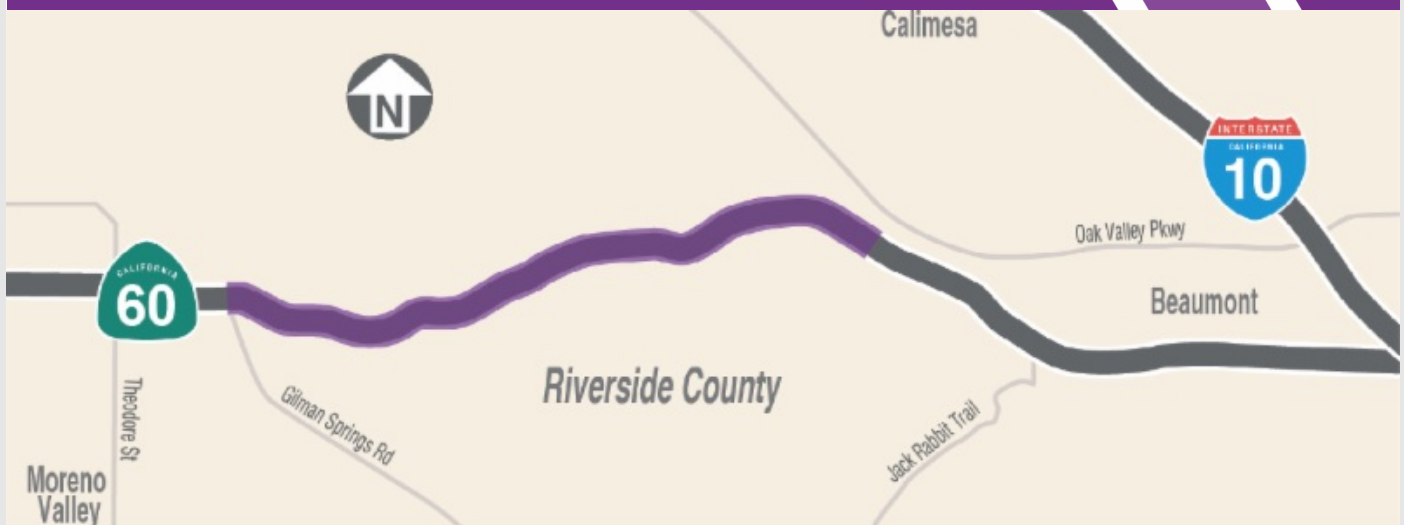 Calimesa
N
INTERSTATE
CALIFORNIA
10
Oak Valley Pkwy
CALIFORNIA
60
Beaumont
Riverside County
Theodore St
Gilman Springs Rd
Jack Rabbit Trail
Moreno
Valley